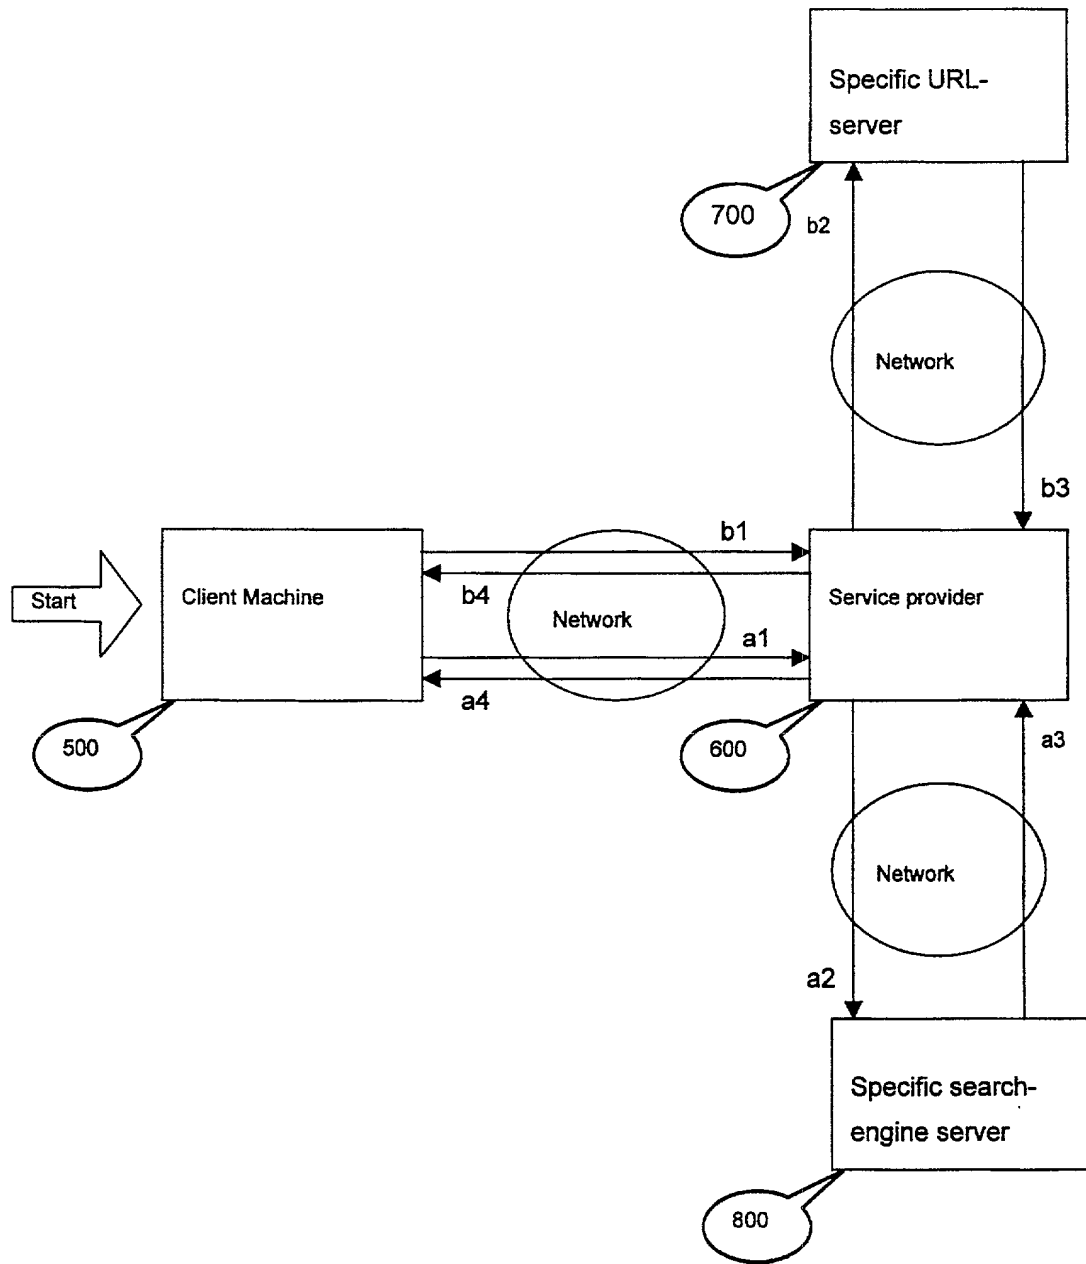 Specific URL-
server
700
b2
Network
b3
b1
Start
Client Machine
b4
Network
Service provider
a1
a4
500
600
a3
Network
a2
Specific search-
engine server
800